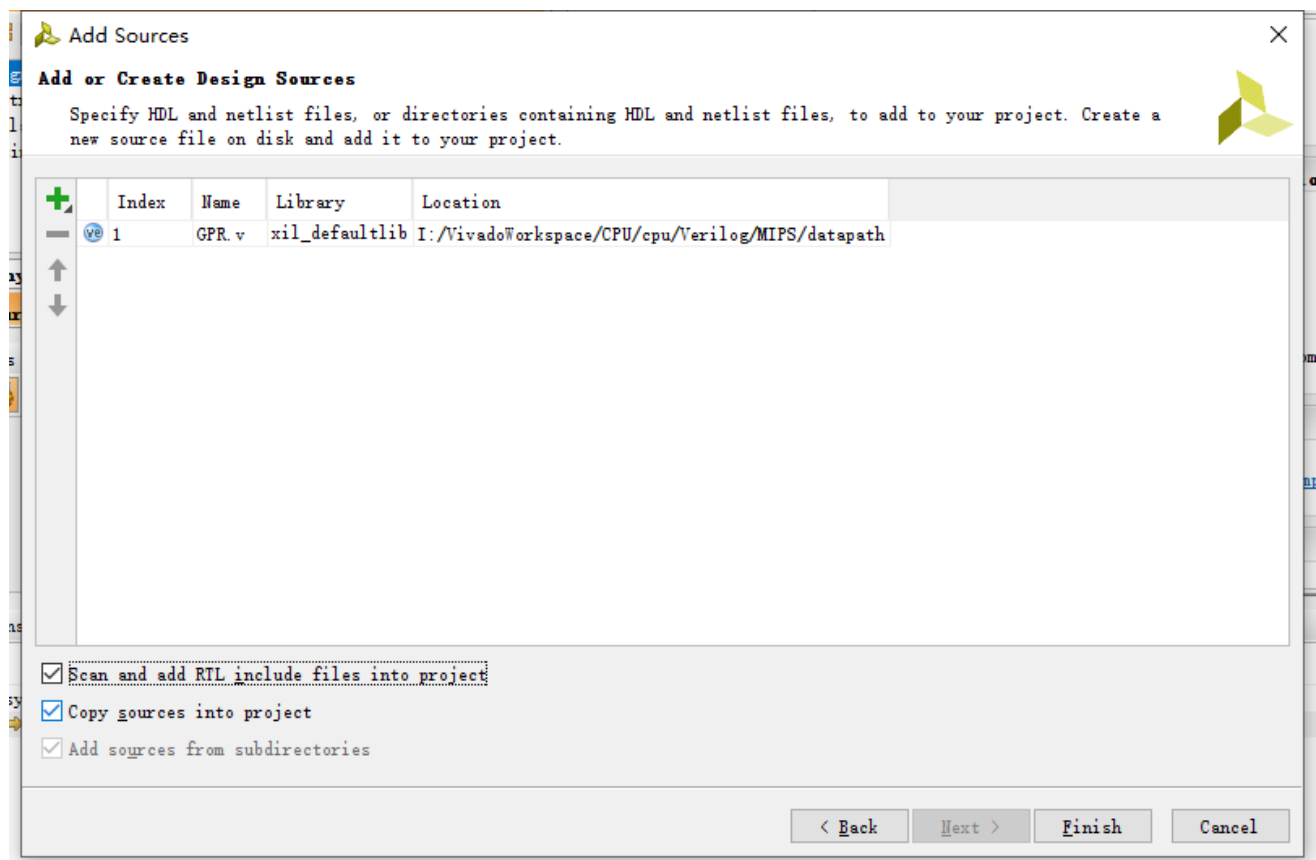 Add Sources
Add or Create Design Sources
Specify HDL and netlist files, or directories containing HDL and netlist files, to add to your project. Create a
new source file on disk and add it to your project.
Index Name Library Location
1 GPR.v xil_defaultlib I:/VivadoWorkspace/CPU/cpu/Verilog/MIPS/datapath
Scan and add RTL include files into project
Copy sources into project
Add sources from subdirectories
< Back Next > Finish Cancel